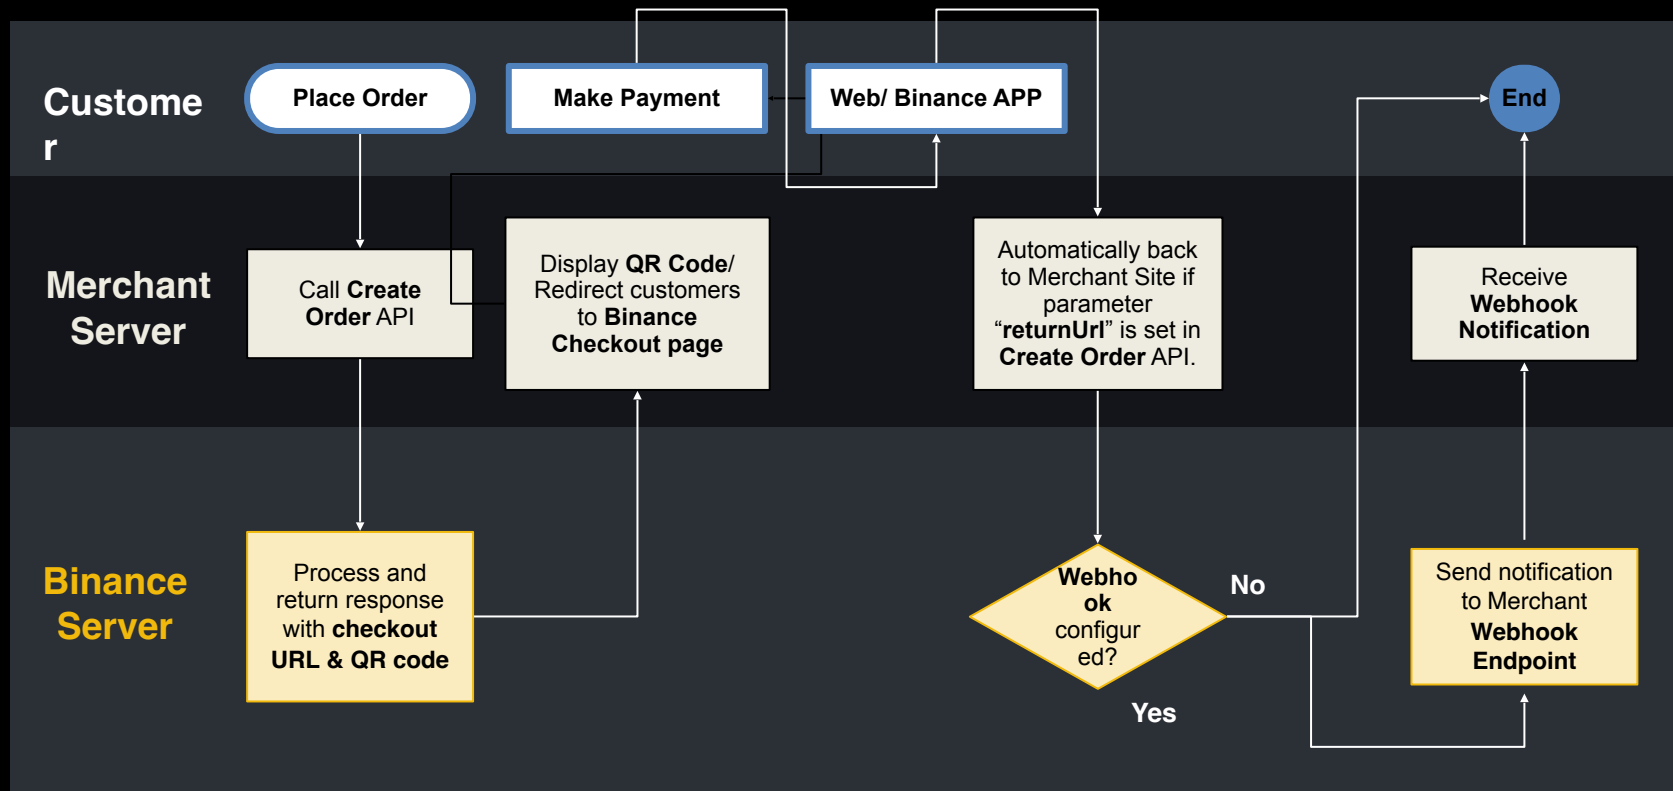 Custome
r
Place Order
Make Payment
Web/ Binance APP
End
Merchant
Server
Call Create
Order API
Display QR Code/
Redirect customers
to Binance
Checkout page
Automatically back
to Merchant Site if
parameter
“returnUrl” is set in
Create Order API.
Receive
Webhook
Notification
Binance
Server
Process and
return response
with checkout
URL & QR code
Webho
ok
configur
ed?
No
Yes
Send notification
to Merchant
Webhook
Endpoint